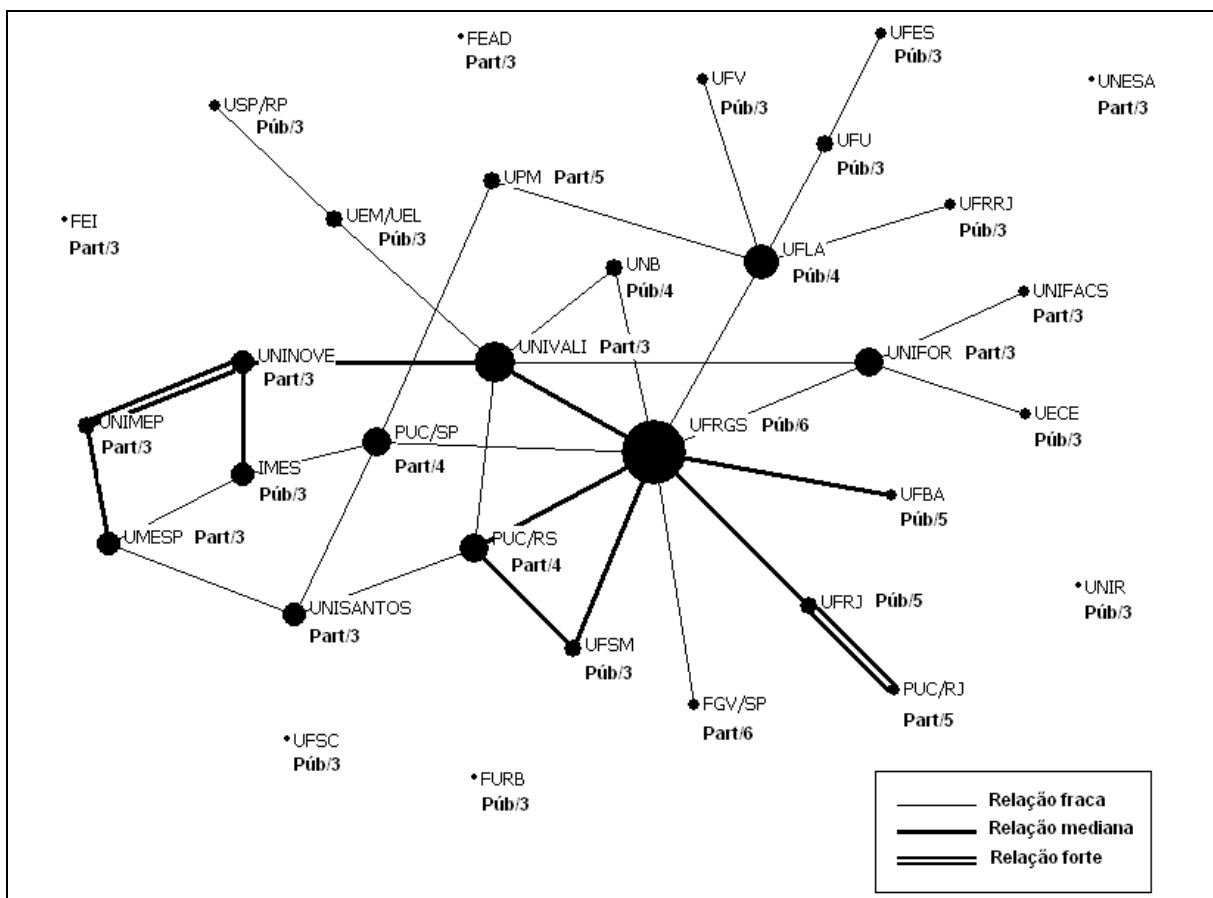 FEAD
Part/3
UFES
Púb/3
UFV
Púb/3
UNESA
Part/3
USP/RP
Púb/3
UFU
Púb/3
UPM Part/5
UFRRJ
Púb/3
FEI
Part/3
UEM/UEL
Púb/3
UFLA
Púb/4
UNB
Púb/4
UNIFACS
Part/3
UNIVALI Part/3
UNINOVE
Part/3
UNIFOR Part/3
UNIMEP
Part/3
UFRGS Púb/6
UECE
Púb/3
PUC/SP
Part/4
IMES
Púb/3
UFBA
Púb/5
UMESP Part/3
PUC/RS
Part/4
UNISANTOS
Part/3
UFRJ Púb/5
UNIR
Púb/3
UFSM
Púb/3
PUC/RJ
Part/5
FGV/SP
Part/6
UFSC
Púb/3
FURB
Púb/3
Relação fraca
Relação mediana
Relação forte